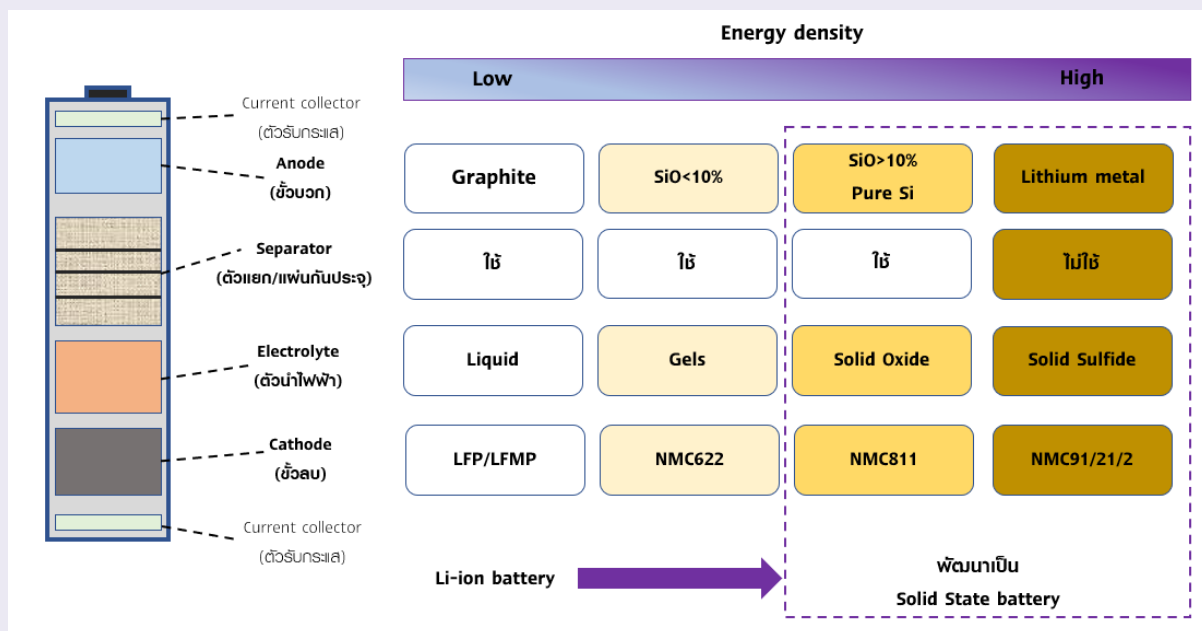 Energy density
Low
High
Current collector
(ตัวรับกระแส)
Anode
(ขั้วบอก)
Graphite
SiO<10%
SiO>10%
Pure Si
Lithium metal
Separator
(ตัวแยก/แผ่นกันประจุ)
ใช้
ใช้
ใช้
ไม่ใช้
Electrolyte
(ตัวนำไฟฟ้า)
Liquid
Gels
Solid Oxide
Solid Sulfide
Cathode
(ขั้วลบ)
LFP/LFMP
NMC622
NMC811
NMC91/21/2
Current collector
(ตัวรับกระแส)
Li-ion battery
พัฒนาเป็น
Solid State battery